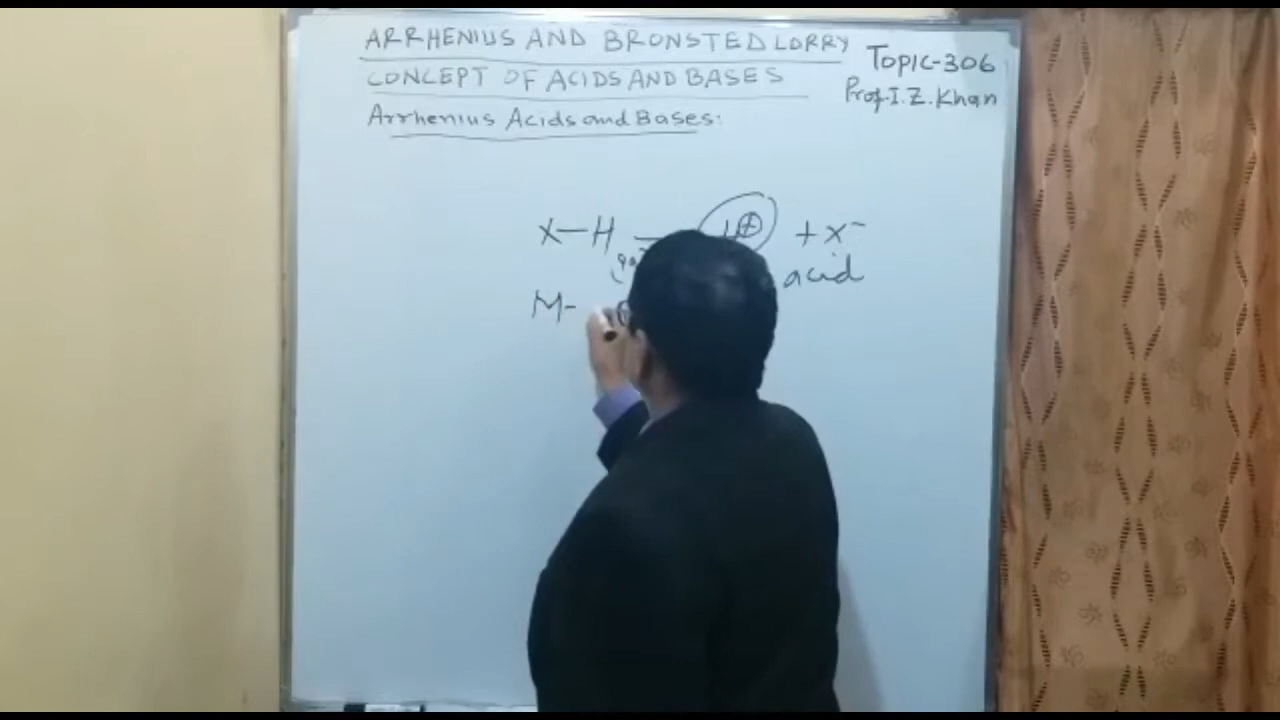 ARRHENIUS AND BRONSTED LORRY
CONCEPT OF ACIDS AND BASES
TOPIC-306
Prof. I. Z. Khan
Arrhenius Acids and Bases:
X—H — H⊕ + X⁻
acid
M-